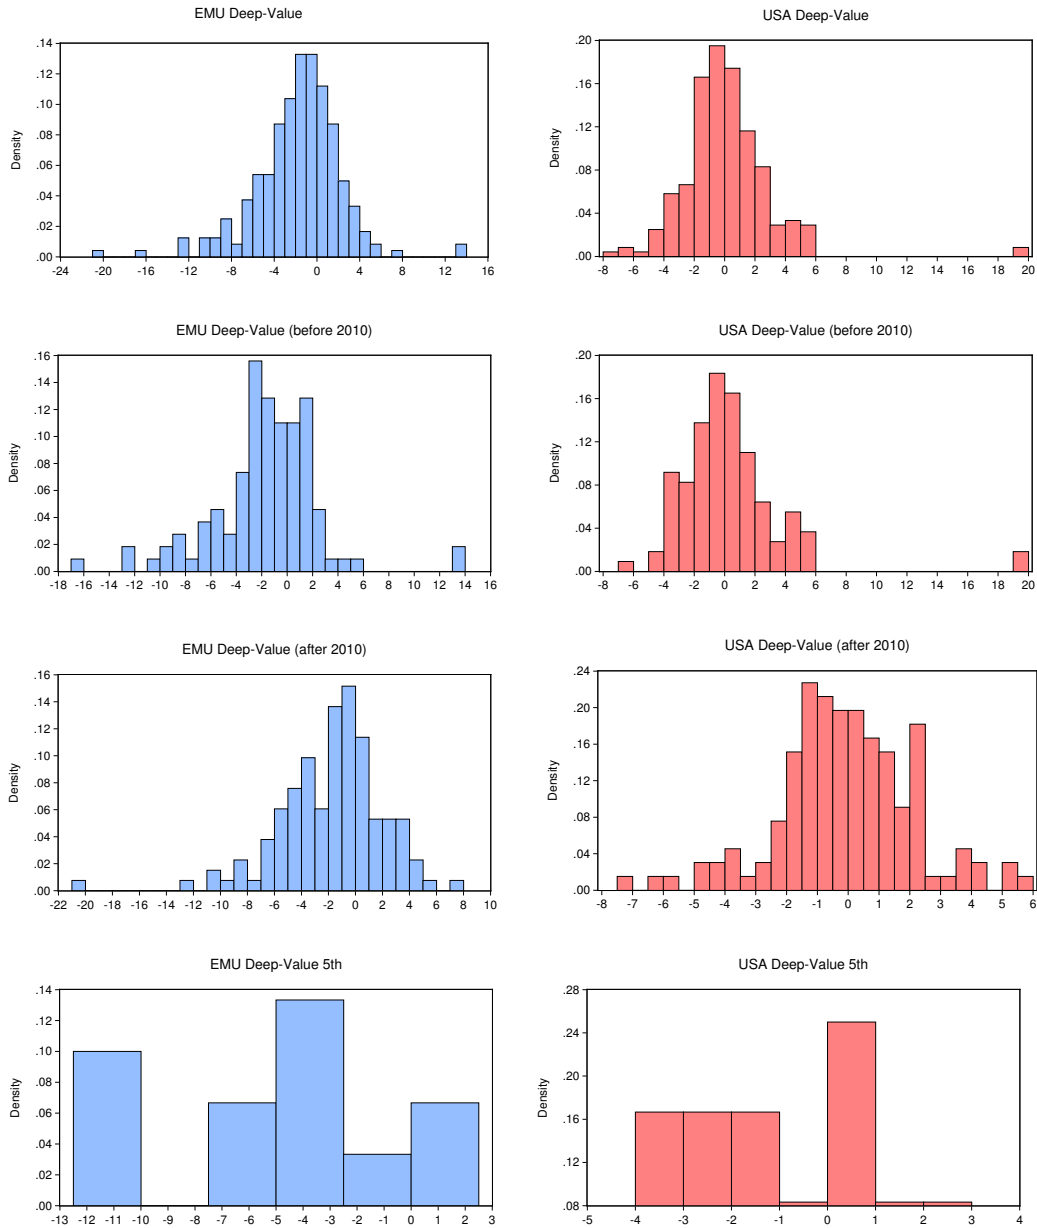 EMU Deep-Value
Density
.14
.12
.10
.08
.06
.04
.02
.00
-24 -20 -16 -12 -8 -4 0 4 8 12 16
USA Deep-Value
Density
.20
.16
.12
.08
.04
.00
-8 -6 -4 -2 0 2 4 6 8 10 12 14 16 18 20
EMU Deep-Value (before 2010)
Density
.16
.14
.12
.10
.08
.06
.04
.02
.00
-18 -16 -14 -12 -10 -8 -6 -4 -2 0 2 4 6 8 10 12 14 16
USA Deep-Value (before 2010)
Density
.20
.16
.12
.08
.04
.00
-8 -6 -4 -2 0 2 4 6 8 10 12 14 16 18 20
EMU Deep-Value (after 2010)
Density
.16
.14
.12
.10
.08
.06
.04
.02
.00
-22 -20 -18 -16 -14 -12 -10 -8 -6 -4 -2 0 2 4 6 8 10
USA Deep-Value (after 2010)
Density
.24
.20
.16
.12
.08
.04
.00
-8 -7 -6 -5 -4 -3 -2 -1 0 1 2 3 4 5 6
EMU Deep-Value 5th
Density
.14
.12
.10
.08
.06
.04
.02
.00
-13 -12 -11 -10 -9 -8 -7 -6 -5 -4 -3 -2 -1 0 1 2 3
USA Deep-Value 5th
Density
.28
.24
.20
.16
.12
.08
-5 -4 -3 -2 -1 0 1 2 3 4